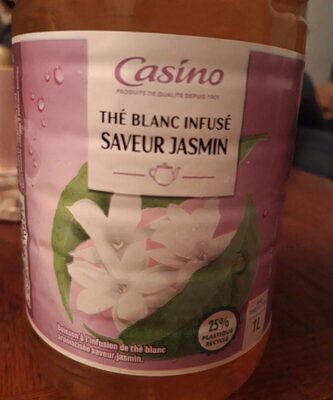 Casino
PRODUITS DE QUALITÉ DEPUIS 1901
THÉ BLANC INFUSÉ
SAVEUR JASMIN
Boisson à l'infusion de thé blanc
aromatisée saveur jasmin.
25%
PLASTIQUE
RECYCLÉ
1L